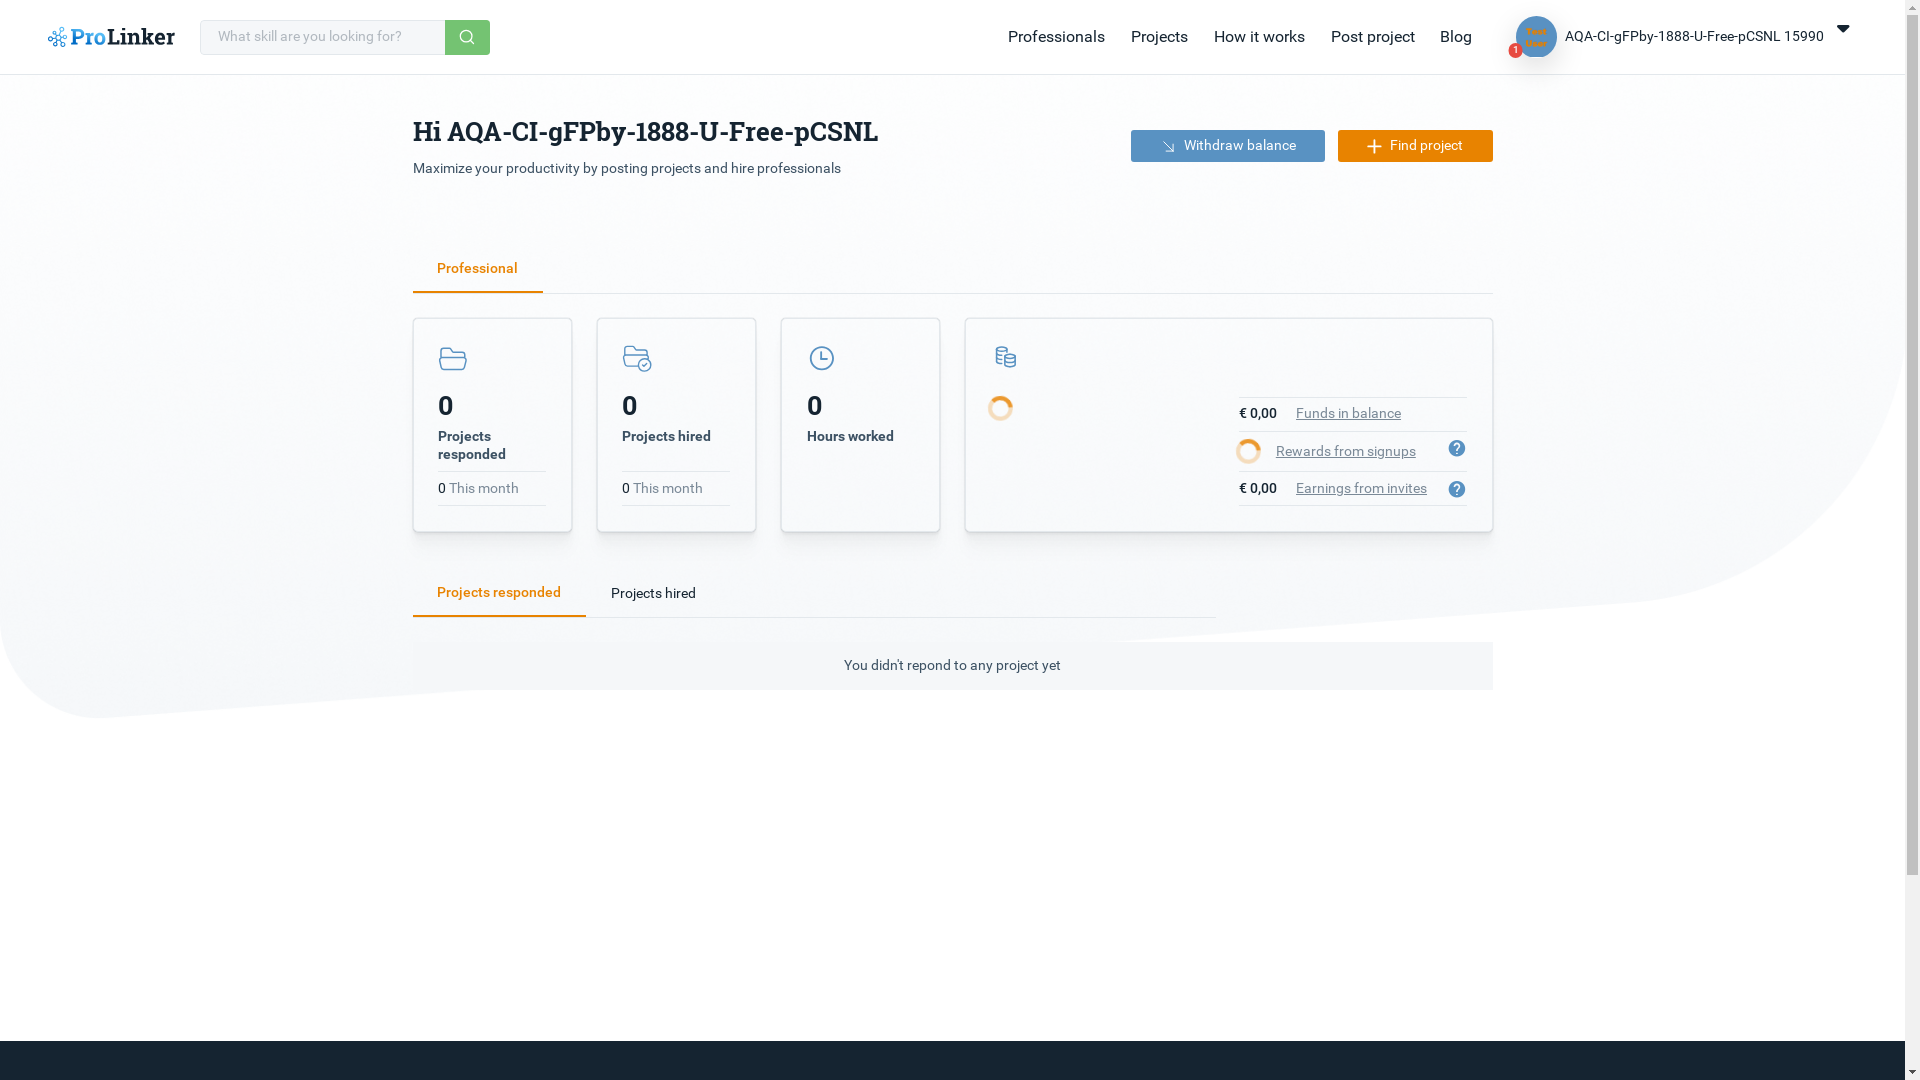 ProLinker
What skill are you looking for?
Professionals
Projects
How it works
Post project
Blog
Test
User
1
AQA-CI-gFPby-1888-U-Free-pCSNL 15990
Hi AQA-CI-gFPby-1888-U-Free-pCSNL
Maximize your productivity by posting projects and hire professionals
Withdraw balance
Find project
Professional
0
Projects
responded
0 This month
0
Projects hired
0 This month
0
Hours worked
€ 0,00 Funds in balance
Rewards from signups ?
€ 0,00 Earnings from invites ?
Projects responded
Projects hired
You didn't repond to any project yet